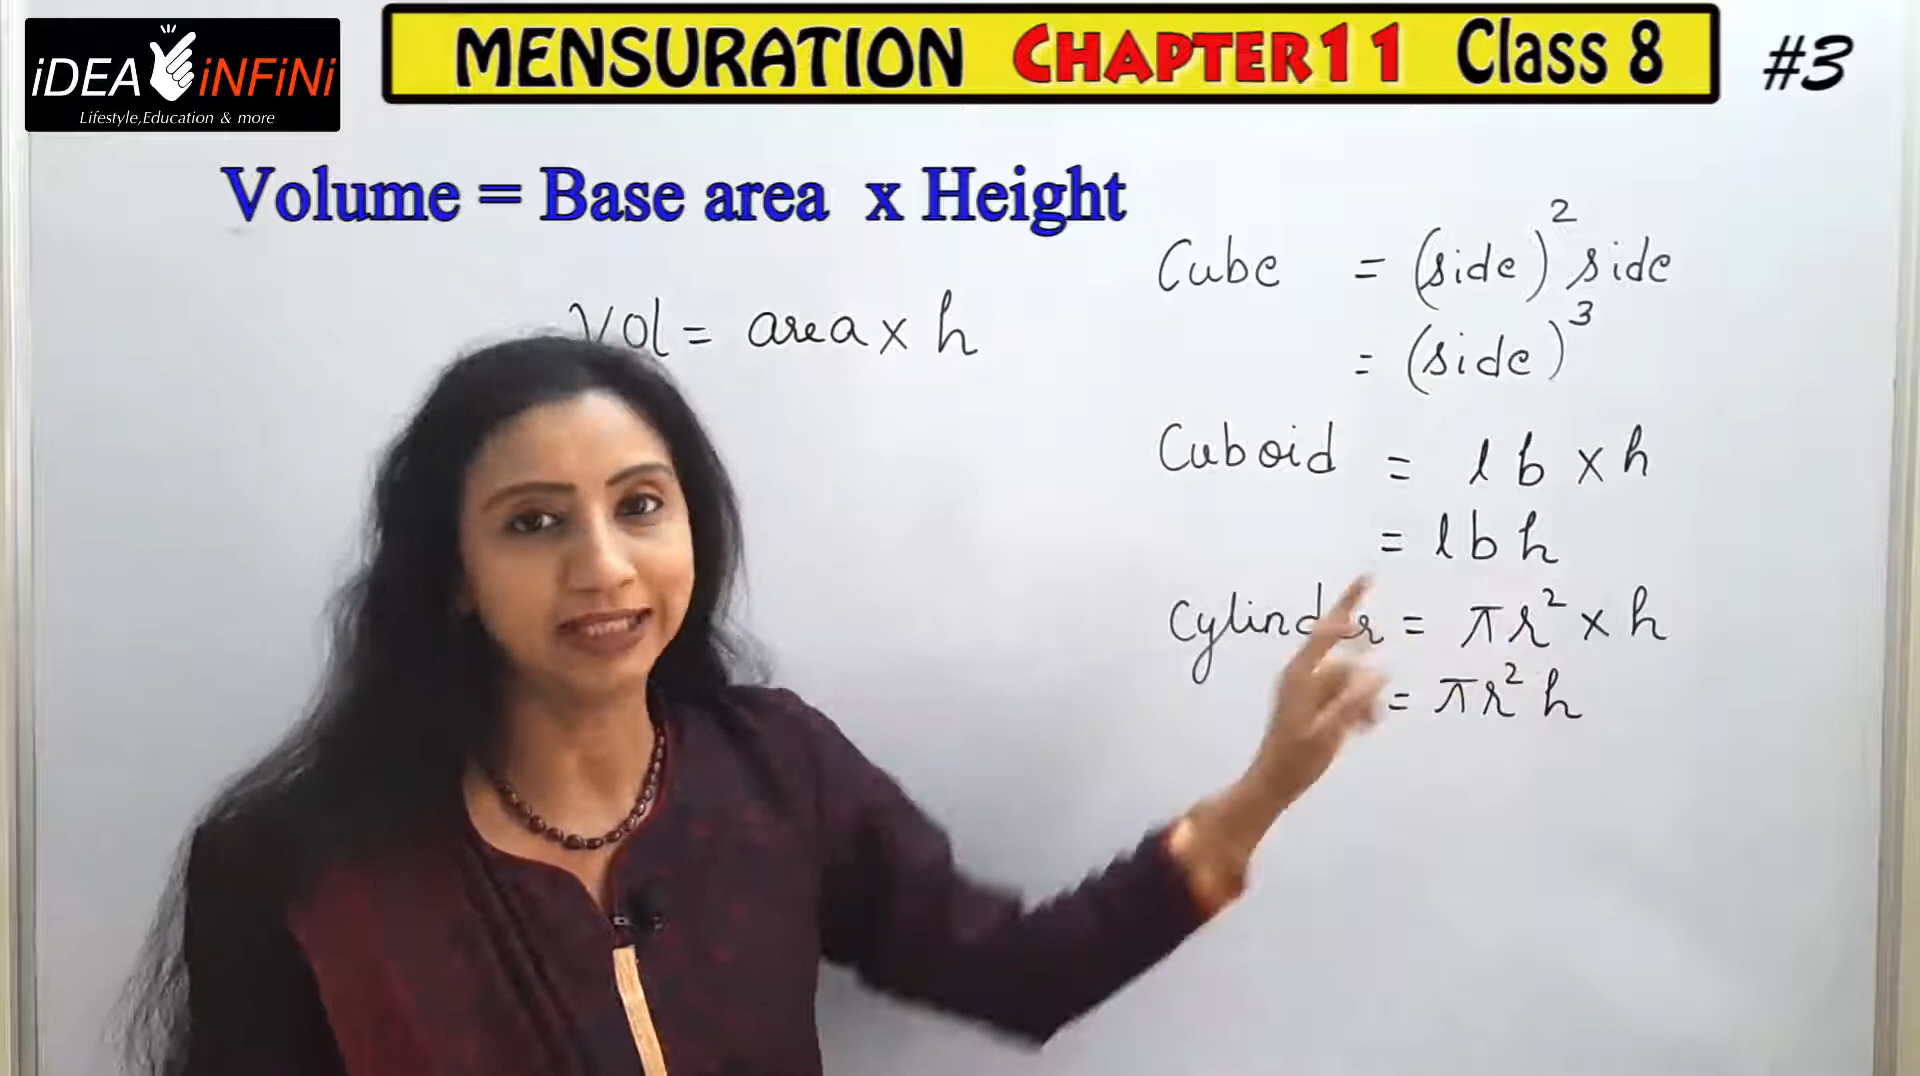 iDEA iNFiNi
Lifestyle,Education & more
MENSURATION CHAPTER11 Class 8
#3
Volume = Base area x Height
Vol = area x h
Cube = (side)² side
= (side)³
Cuboid = l b x h
= l b h
Cylinder = πr² x h
= πr² h